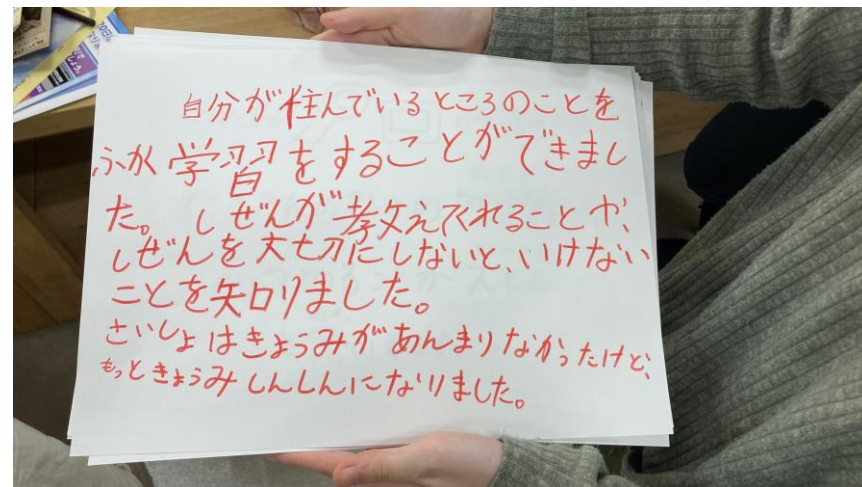 自分が住んでいるところのことを
ふかく学習をすることができまし
た。しぜんが教えてくれることや、
しぜんを大切にしないと、いけない
ことを知りました。
さいしょはきょうみがあんまりなかったけど、
もっときょうみしんしんになりました。